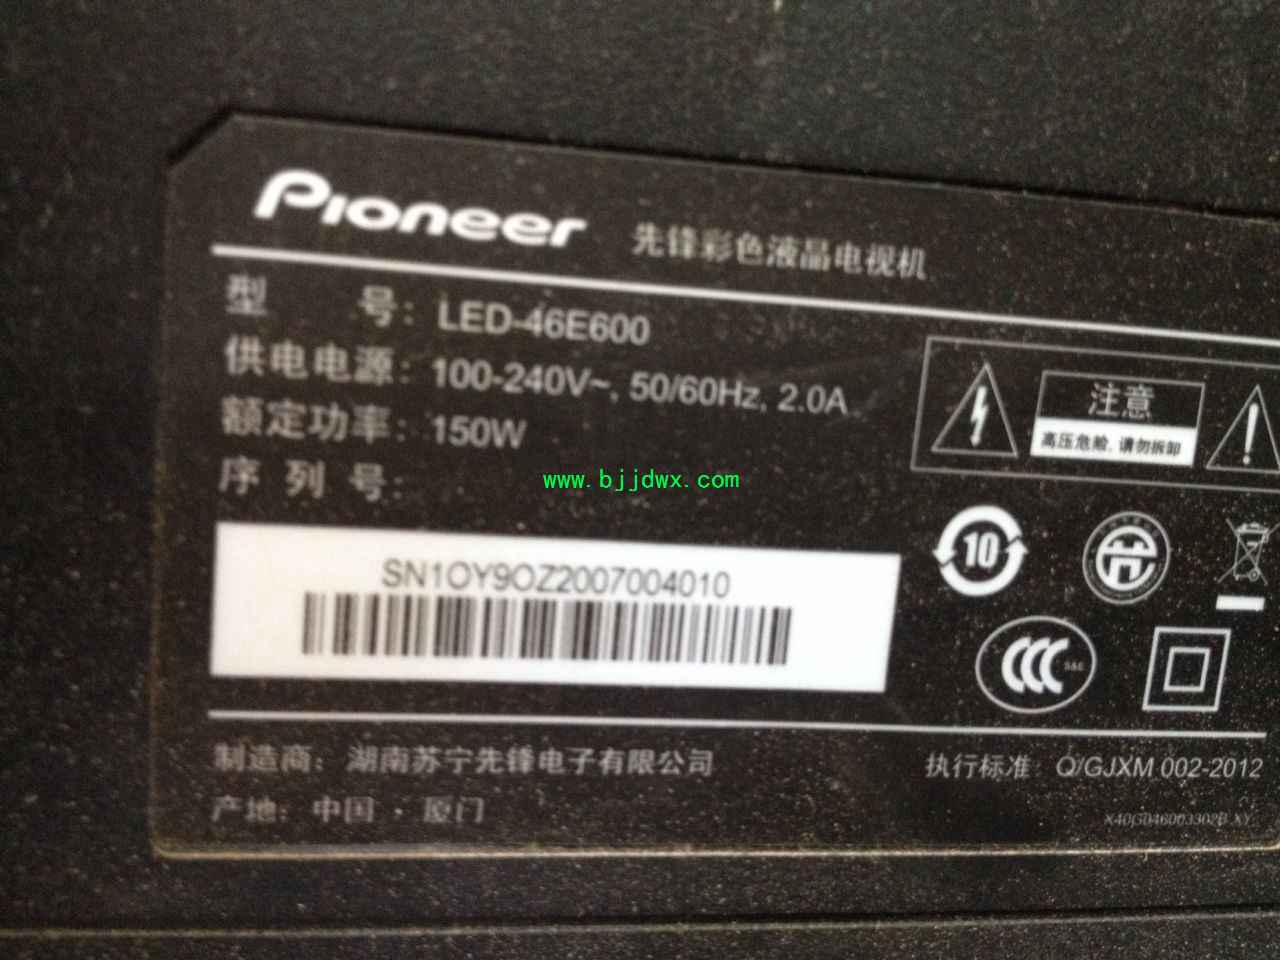 Pioneer 先锋彩色液晶电视机
型 号：LED-46E600
供电电源：100-240V~, 50/60Hz, 2.0A
额定功率：150W
序 列 号：
www.bjjdwx.com
注意
高压危险，请勿拆卸
SN1OY9OZ2007004010
10
CCC S&E
制造商：湖南苏宁先锋电子有限公司
执行标准：Q/GJXM 002-2012
产地：中国·厦门